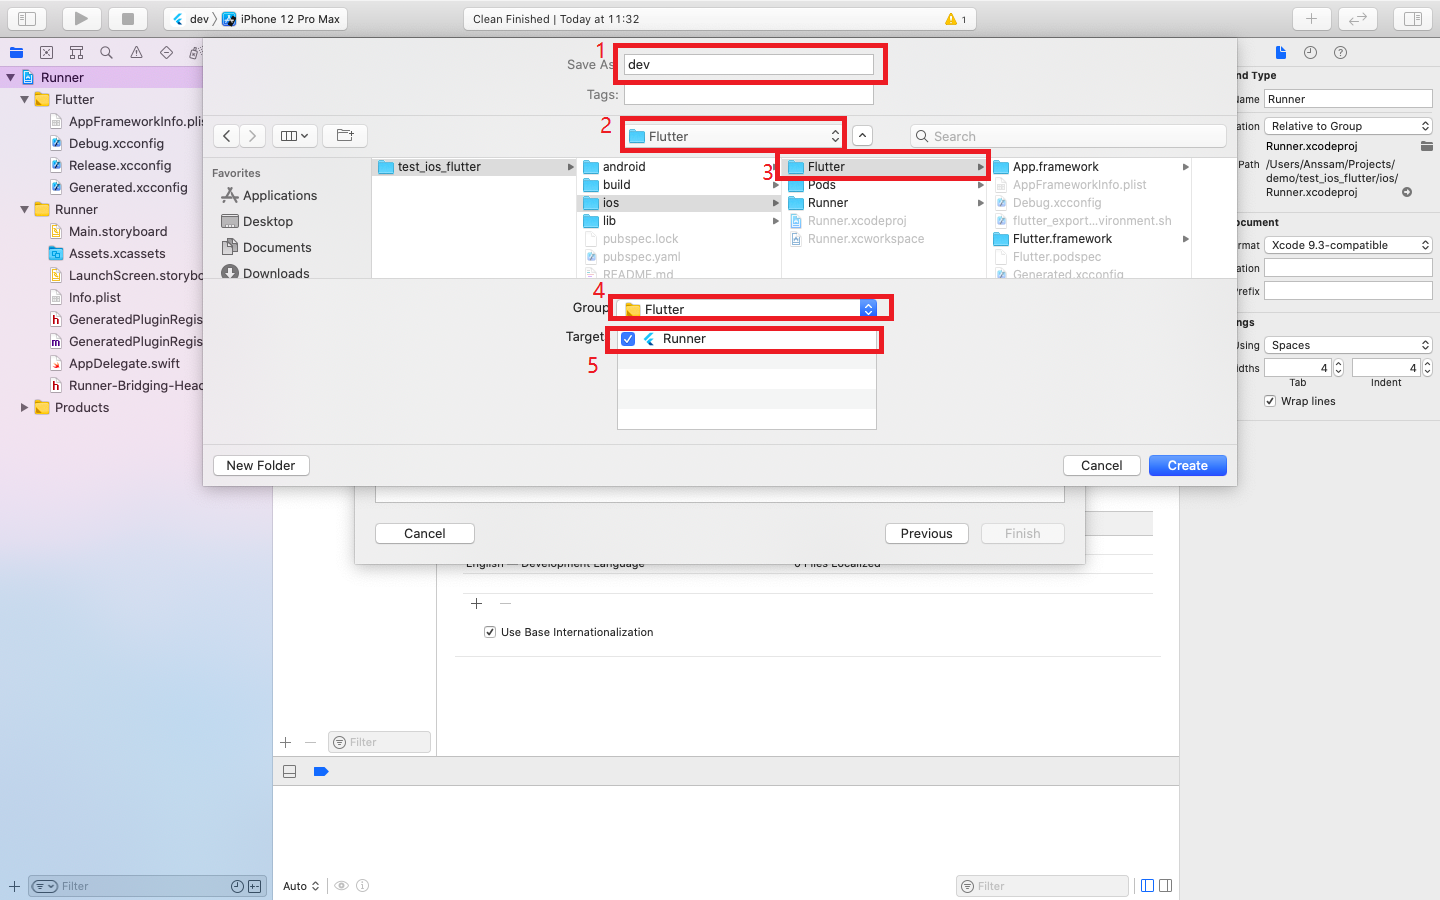 dev 〉 iPhone 12 Pro Max
Clean Finished | Today at 11:32
1
Runner
Flutter
AppFrameworkInfo.plis
Debug.xcconfig
Release.xcconfig
Generated.xcconfig
Runner
Main.storyboard
Assets.xcassets
LaunchScreen.storybo
Info.plist
GeneratedPluginRegis
GeneratedPluginRegis
AppDelegate.swift
Runner-Bridging-Head
Products
Filter
1
Save As
dev
Tags:
2
Flutter
Search
Favorites
Applications
Desktop
Documents
Downloads
test_ios_flutter
android
build
ios
lib
pubspec.lock
pubspec.yaml
README.md
3
Flutter
Pods
Runner
Runner.xcodeproj
Runner.xcworkspace
App.framework
AppFrameworkInfo.plist
Debug.xcconfig
flutter_export...vironment.sh
Flutter.framework
Flutter.podspec
Generated.xcconfig
4
Group
Flutter
Target
Runner
5
New Folder
Cancel
Create
Cancel
Previous
Finish
English — Development Language
0 Files Localized
Use Base Internationalization
Filter
Auto
Filter
nd Type
Name
Runner
ation
Relative to Group
Runner.xcodeproj
Path
/Users/Anssam/Projects/
demo/test_ios_flutter/ios/
Runner.xcodeproj
ocument
rmat
Xcode 9.3-compatible
ation
refix
ngs
Using
Spaces
dths
4
4
Tab
Indent
Wrap lines